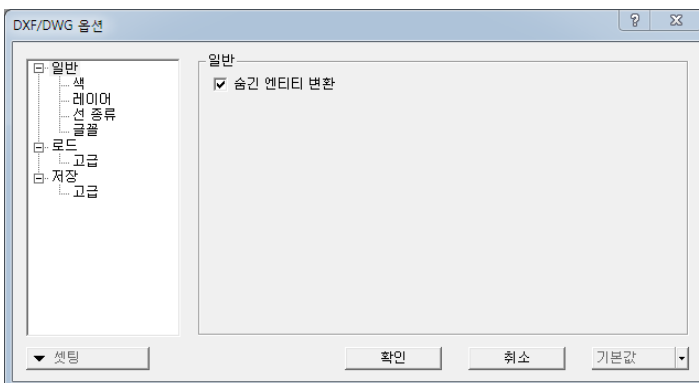 DXF/DWG 옵션
일반
색
레이어
선 종류
글꼴
로드
고급
저장
고급
일반
숨긴 엔티티 변환
셋팅
확인
취소
기본값